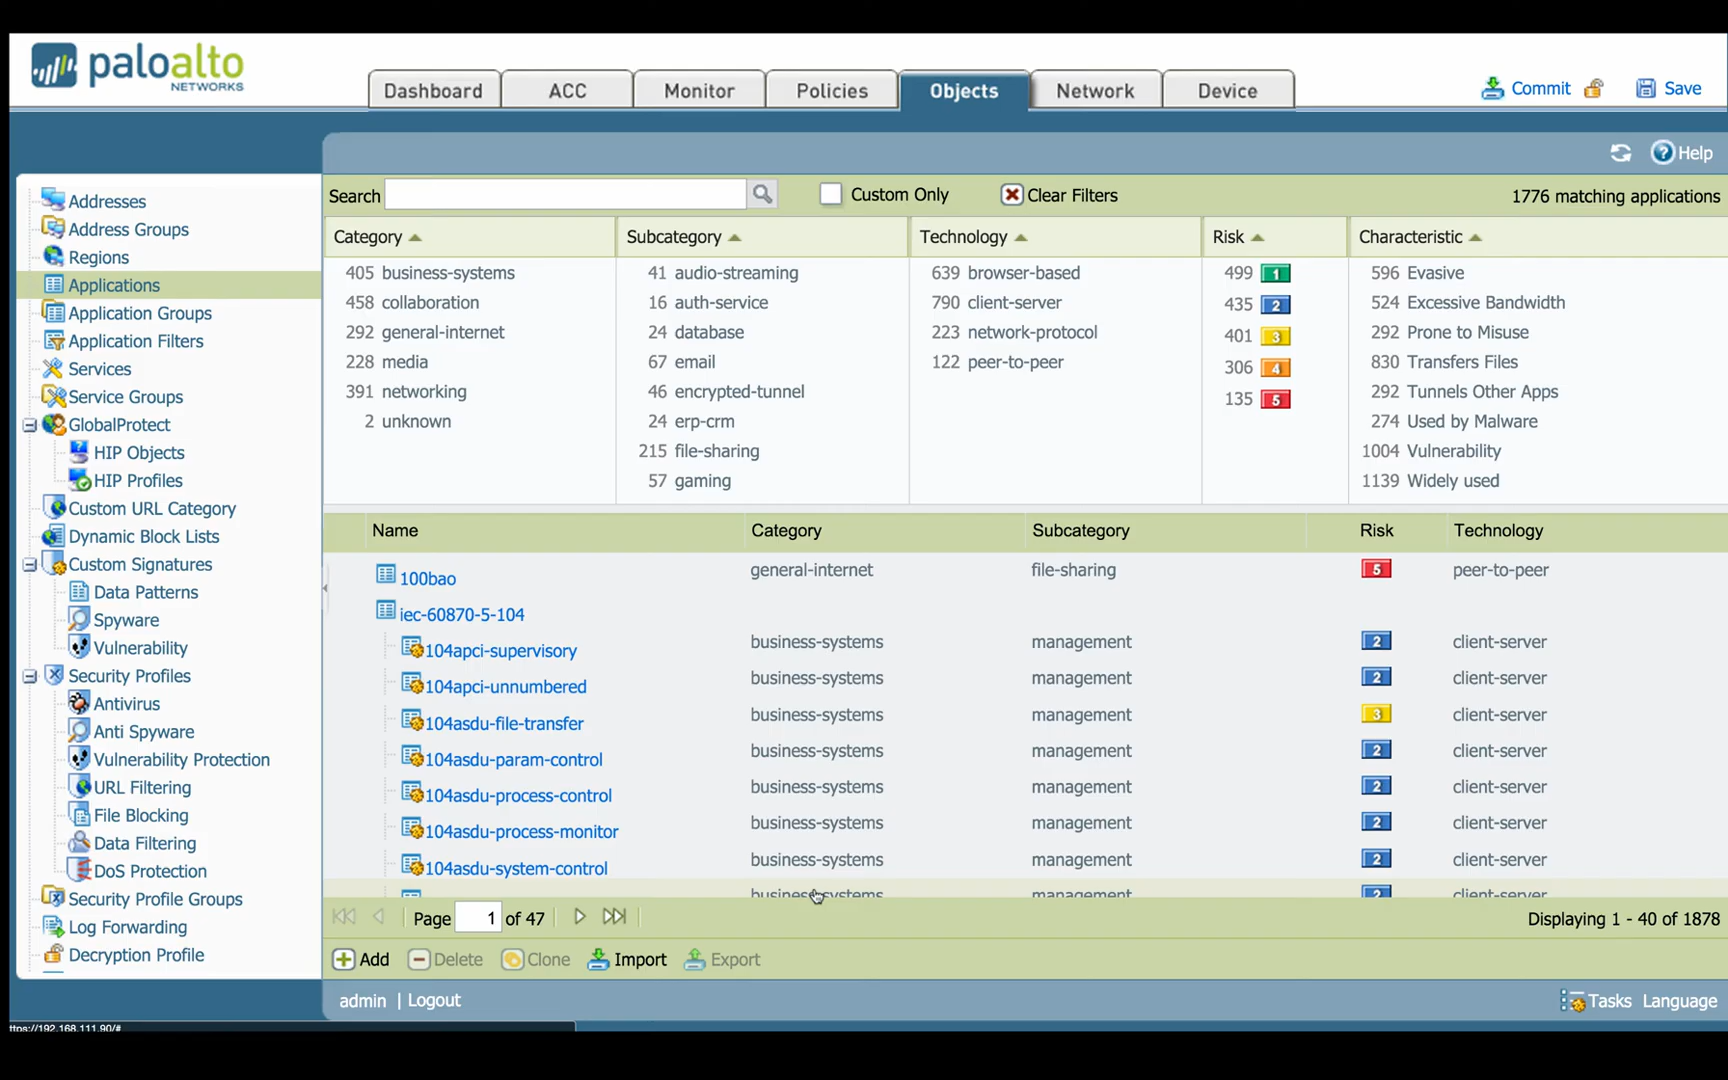 paloalto
NETWORKS
Dashboard
ACC
Monitor
Policies
Objects
Network
Device
Commit
Save
Help
Addresses
Address Groups
Regions
Applications
Application Groups
Application Filters
Services
Service Groups
GlobalProtect
HIP Objects
HIP Profiles
Custom URL Category
Dynamic Block Lists
Custom Signatures
Data Patterns
Spyware
Vulnerability
Security Profiles
Antivirus
Anti Spyware
Vulnerability Protection
URL Filtering
File Blocking
Data Filtering
DoS Protection
Security Profile Groups
Log Forwarding
Decryption Profile
Search
Custom Only
Clear Filters
1776 matching applications
Category
405 business-systems
458 collaboration
292 general-internet
228 media
391 networking
2 unknown
Subcategory
41 audio-streaming
16 auth-service
24 database
67 email
46 encrypted-tunnel
24 erp-crm
215 file-sharing
57 gaming
Technology
639 browser-based
790 client-server
223 network-protocol
122 peer-to-peer
Risk
499 1
435 2
401 3
306 4
135 5
Characteristic
596 Evasive
524 Excessive Bandwidth
292 Prone to Misuse
830 Transfers Files
292 Tunnels Other Apps
274 Used by Malware
1004 Vulnerability
1139 Widely used
Name Category Subcategory Risk Technology
100bao general-internet file-sharing 5 peer-to-peer
iec-60870-5-104
104apci-supervisory business-systems management 2 client-server
104apci-unnumbered business-systems management 2 client-server
104asdu-file-transfer business-systems management 3 client-server
104asdu-param-control business-systems management 2 client-server
104asdu-process-control business-systems management 2 client-server
104asdu-process-monitor business-systems management 2 client-server
104asdu-system-control business-systems management 2 client-server
business-systems management 2 client-server
Page 1 of 47
Displaying 1 - 40 of 1878
Add
Delete
Clone
Import
Export
admin | Logout
Tasks
Language
ttps://192.168.111.90/#